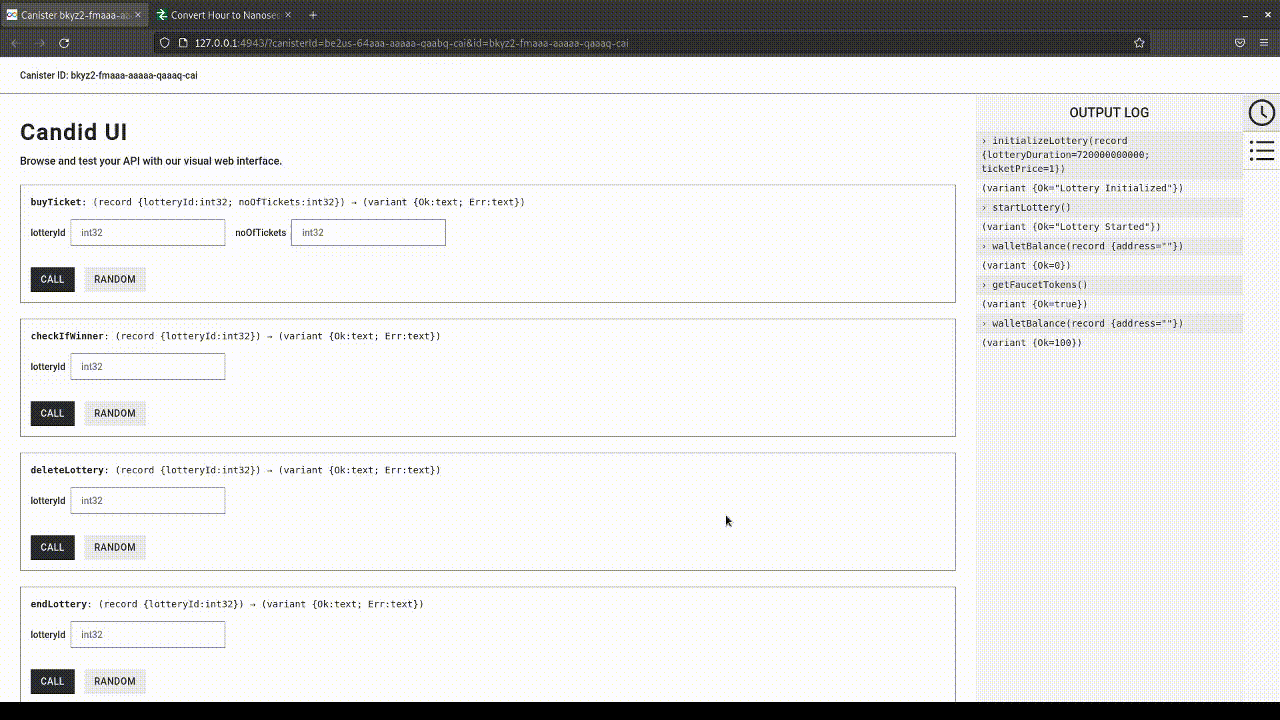 Canister bkyz2-fmaaa-aa
Convert Hour to Nanosec
127.0.0.1:4943/?canisterId=be2us-64aaa-aaaaa-qaabq-cai&id=bkyz2-fmaaa-aaaaa-qaaaq-cai
Canister ID: bkyz2-fmaaa-aaaaa-qaaaq-cai
Candid UI
Browse and test your API with our visual web interface.
buyTicket: (record {lotteryId:int32; noOfTickets:int32}) → (variant {Ok:text; Err:text})
lotteryId int32 noOfTickets int32
CALL RANDOM
checkIfWinner: (record {lotteryId:int32}) → (variant {Ok:text; Err:text})
lotteryId int32
CALL RANDOM
deleteLottery: (record {lotteryId:int32}) → (variant {Ok:text; Err:text})
lotteryId int32
CALL RANDOM
endLottery: (record {lotteryId:int32}) → (variant {Ok:text; Err:text})
lotteryId int32
CALL RANDOM
OUTPUT LOG
› initializeLottery(record
{lotteryDuration=720000000000;
ticketPrice=1})
(variant {Ok="Lottery Initialized"})
› startLottery()
(variant {Ok="Lottery Started"})
› walletBalance(record {address=""})
(variant {Ok=0})
› getFaucetTokens()
(variant {Ok=true})
› walletBalance(record {address=""})
(variant {Ok=100})